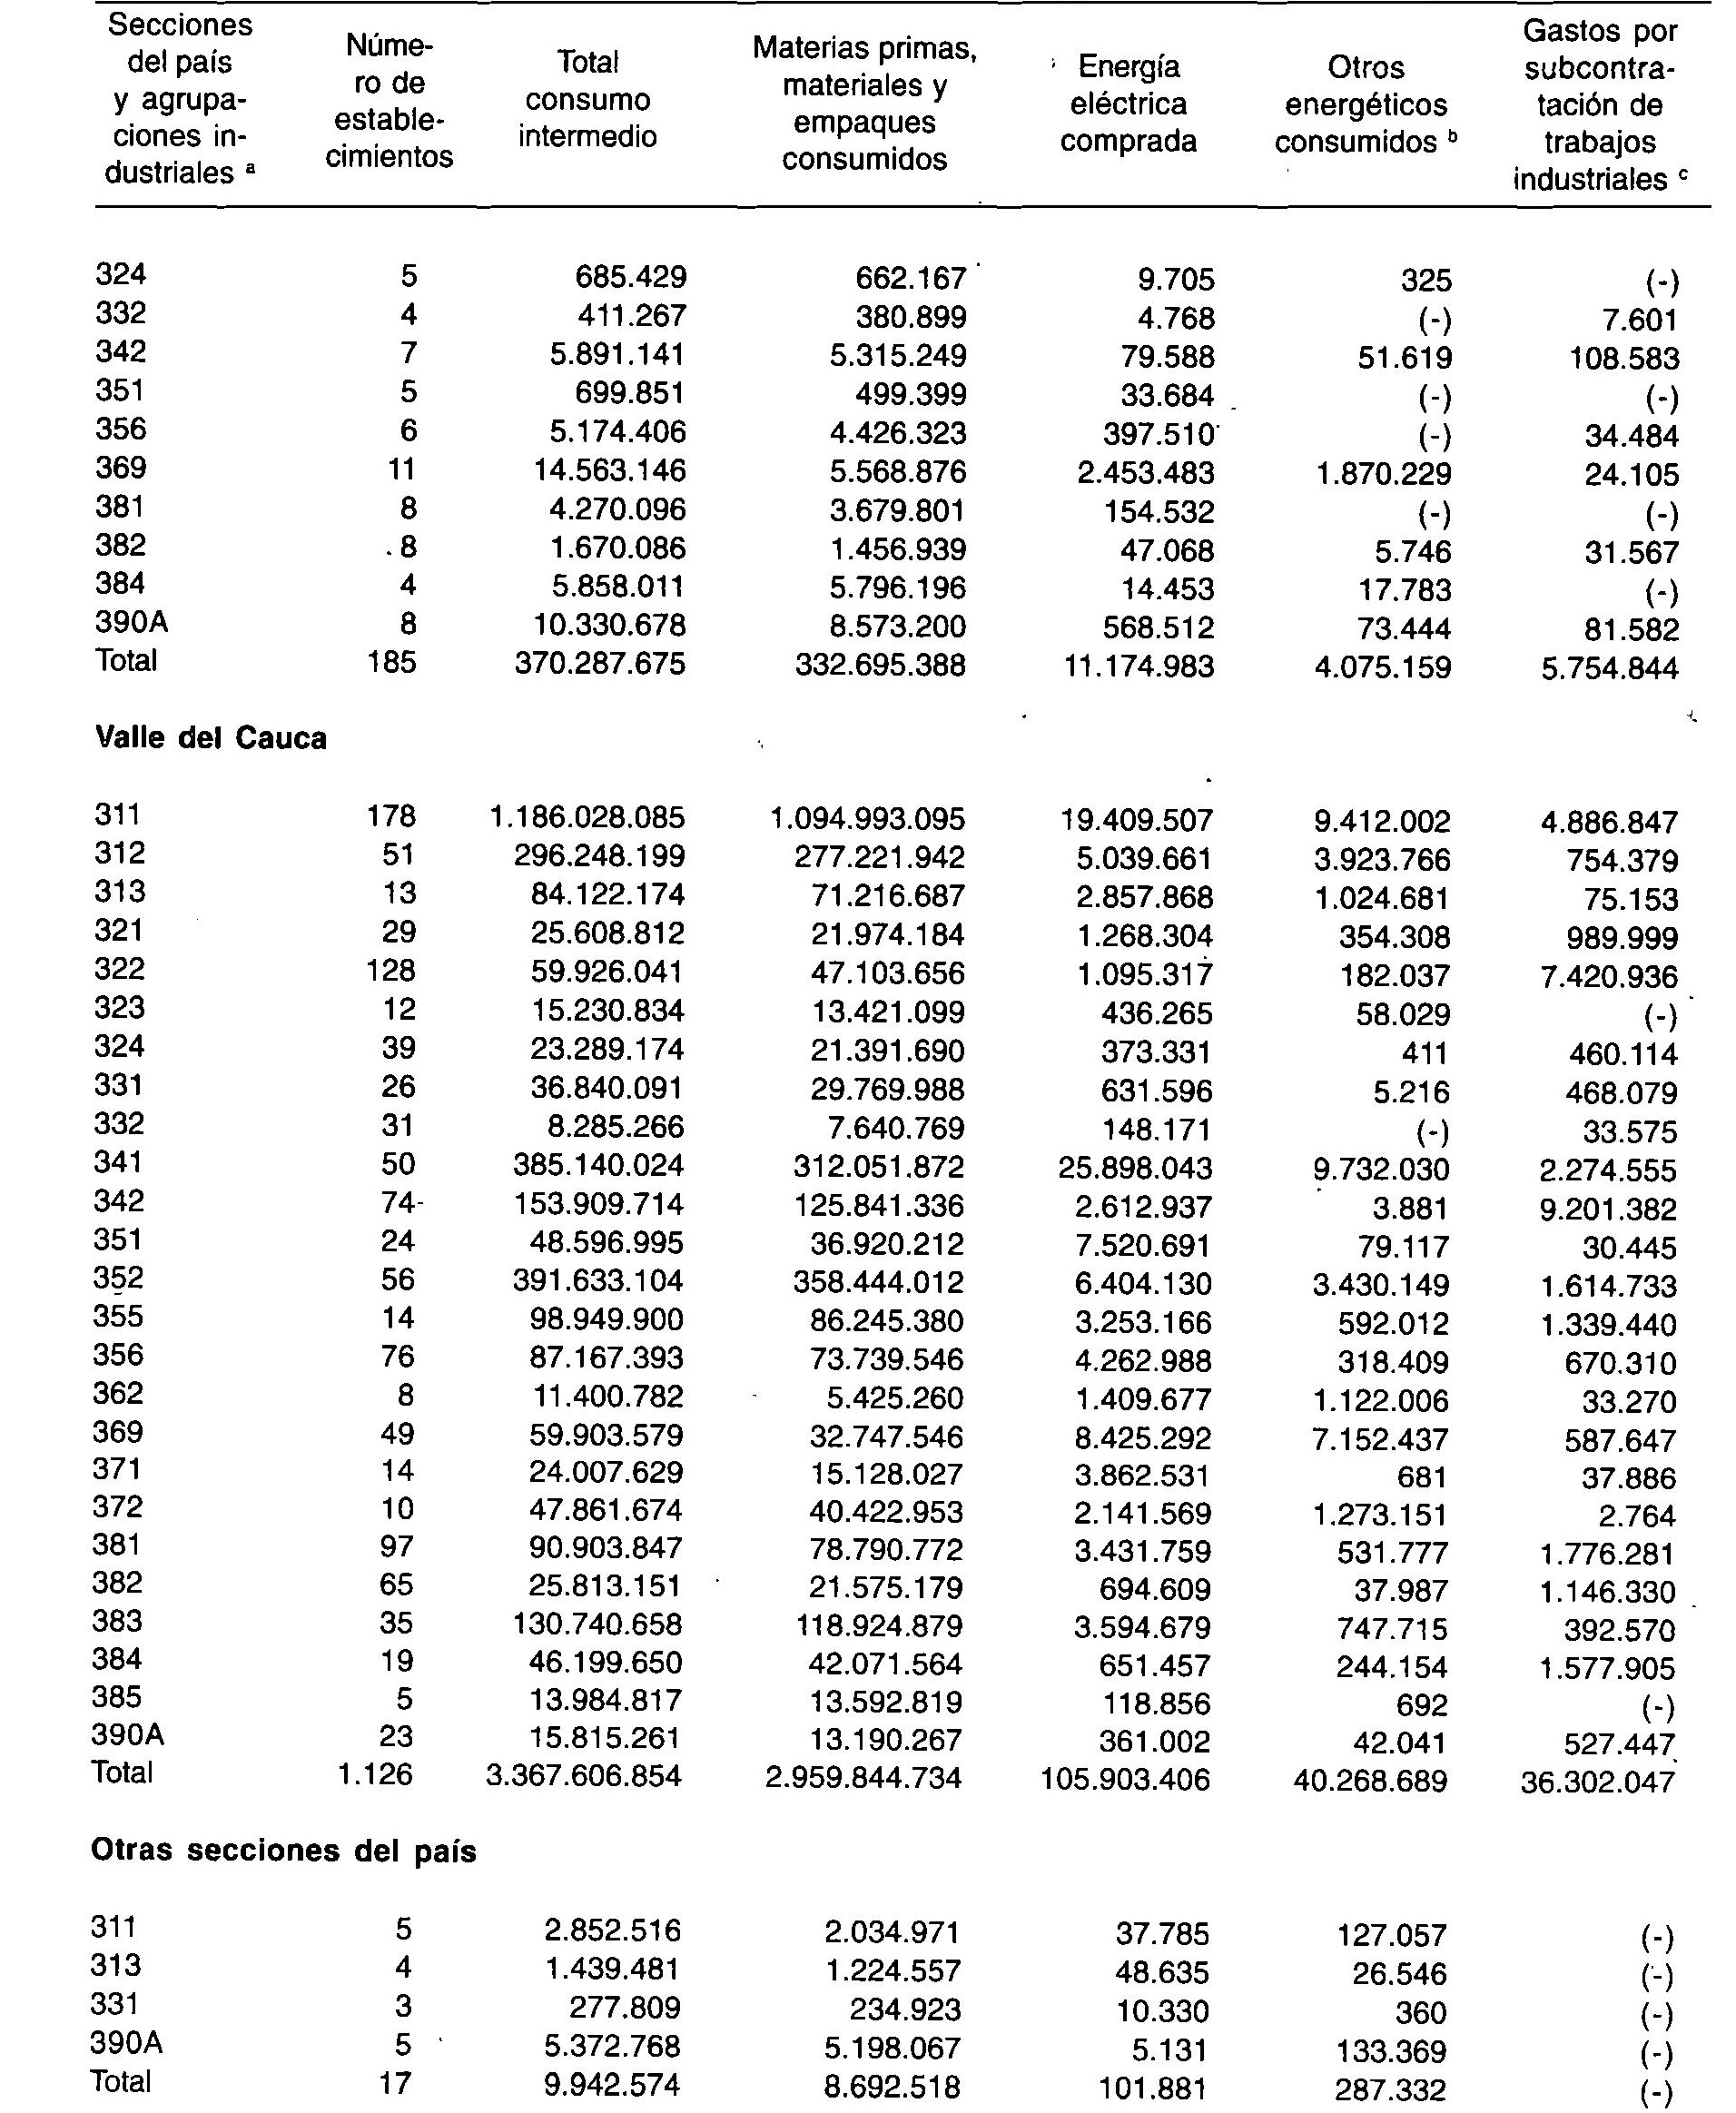 Secciones del país y agrupa- ciones in- dustriales a Núme- ro de estable- cimientos Total consumo intermedio Materias primas, materiales y empaques consumidos Energía eléctrica comprada Otros energéticos consumidos b Gastos por subcontra- tación de trabajos industriales c
324 5 685.429 662.167 9.705 325 (-)
332 4 411.267 380.899 4.768 (-) 7.601
342 7 5.891.141 5.315.249 79.588 51.619 108.583
351 5 699.851 499.399 33.684 (-) (-)
356 6 5.174.406 4.426.323 397.510 (-) 34.484
369 11 14.563.146 5.568.876 2.453.483 1.870.229 24.105
381 8 4.270.096 3.679.801 154.532 (-) (-)
382 8 1.670.086 1.456.939 47.068 5.746 31.567
384 4 5.858.011 5.796.196 14.453 17.783 (-)
390A 8 10.330.678 8.573.200 568.512 73.444 81.582
Total 185 370.287.675 332.695.388 11.174.983 4.075.159 5.754.844
Valle del Cauca
311 178 1.186.028.085 1.094.993.095 19.409.507 9.412.002 4.886.847
312 51 296.248.199 277.221.942 5.039.661 3.923.766 754.379
313 13 84.122.174 71.216.687 2.857.868 1.024.681 75.153
321 29 25.608.812 21.974.184 1.268.304 354.308 989.999
322 128 59.926.041 47.103.656 1.095.317 182.037 7.420.936
323 12 15.230.834 13.421.099 436.265 58.029 (-)
324 39 23.289.174 21.391.690 373.331 411 460.114
331 26 36.840.091 29.769.988 631.596 5.216 468.079
332 31 8.285.266 7.640.769 148.171 (-) 33.575
341 50 385.140.024 312.051.872 25.898.043 9.732.030 2.274.555
342 74 153.909.714 125.841.336 2.612.937 3.881 9.201.382
351 24 48.596.995 36.920.212 7.520.691 79.117 30.445
352 56 391.633.104 358.444.012 6.404.130 3.430.149 1.614.733
355 14 98.949.900 86.245.380 3.253.166 592.012 1.339.440
356 76 87.167.393 73.739.546 4.262.988 318.409 670.310
362 8 11.400.782 5.425.260 1.409.677 1.122.006 33.270
369 49 59.903.579 32.747.546 8.425.292 7.152.437 587.647
371 14 24.007.629 15.128.027 3.862.531 681 37.886
372 10 47.861.674 40.422.953 2.141.569 1.273.151 2.764
381 97 90.903.847 78.790.772 3.431.759 531.777 1.776.281
382 65 25.813.151 21.575.179 694.609 37.987 1.146.330
383 35 130.740.658 118.924.879 3.594.679 747.715 392.570
384 19 46.199.650 42.071.564 651.457 244.154 1.577.905
385 5 13.984.817 13.592.819 118.856 692 (-)
390A 23 15.815.261 13.190.267 361.002 42.041 527.447
Total 1.126 3.367.606.854 2.959.844.734 105.903.406 40.268.689 36.302.047
Otras secciones del país
311 5 2.852.516 2.034.971 37.785 127.057 (-)
313 4 1.439.481 1.224.557 48.635 26.546 (-)
331 3 277.809 234.923 10.330 360 (-)
390A 5 5.372.768 5.198.067 5.131 133.369 (-)
Total 17 9.942.574 8.692.518 101.881 287.332 (-)